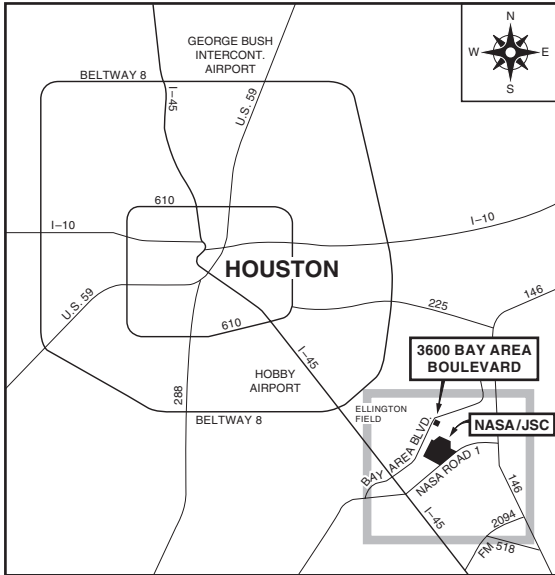 N
W
E
S
GEORGE BUSH
INTERCONT.
AIRPORT
BELTWAY 8
I–45
U.S. 59
610
I–10
I–10
HOUSTON
U.S. 59
225
146
610
I–45
3600 BAY AREA
BOULEVARD
HOBBY
AIRPORT
288
ELLINGTON
FIELD
NASA/JSC
BELTWAY 8
BAY AREA BLVD.
NASA ROAD 1
146
I–45
2094
FM 518